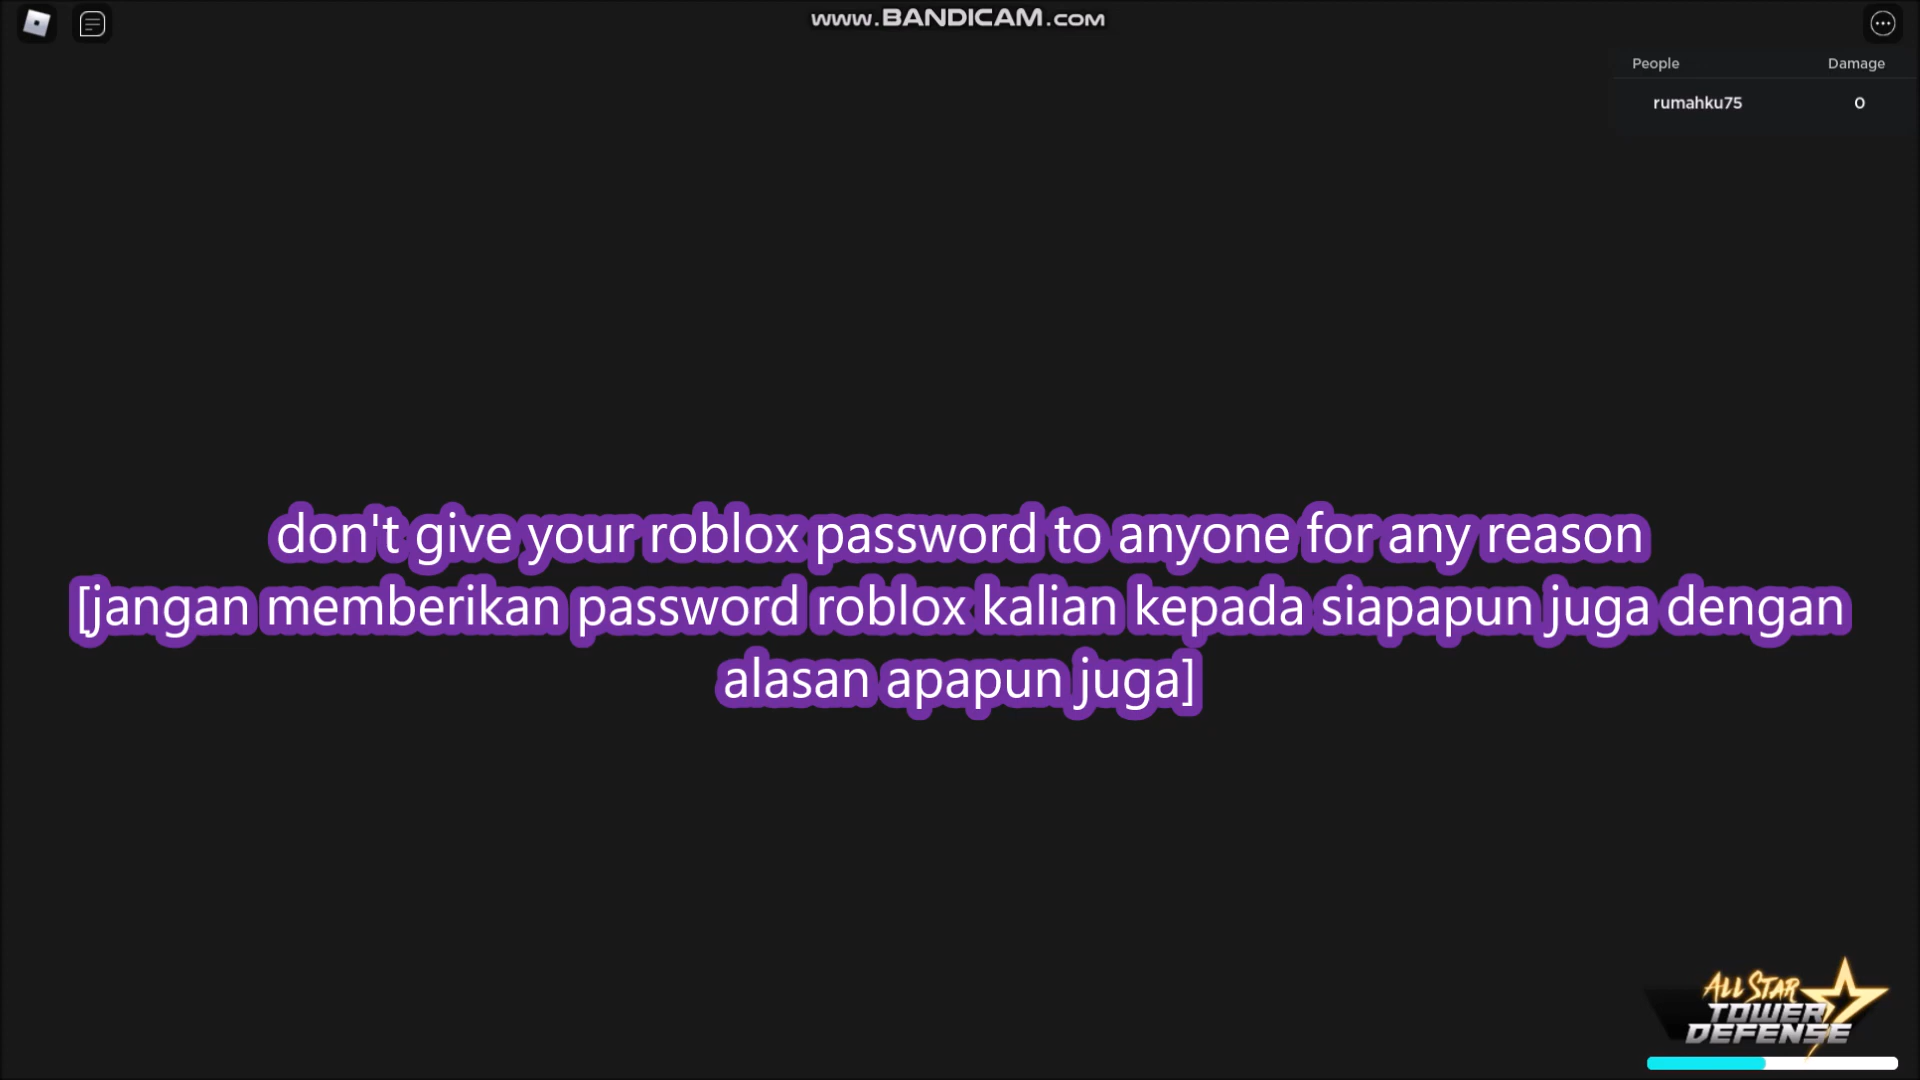 www.BANDICAM.com
People Damage
rumahku75 0
don't give your roblox password to anyone for any reason
[jangan memberikan password roblox kalian kepada siapapun juga dengan
alasan apapun juga]
ALL STAR
TOWER
DEFENSE